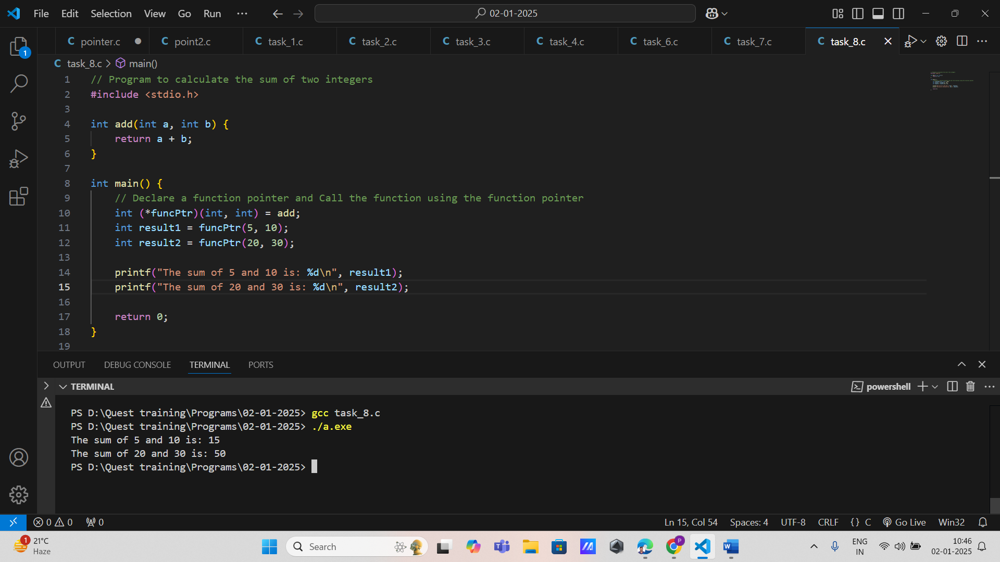 File Edit Selection View Go Run ... 02-01-2025
C pointer.c C point2.c C task_1.c C task_2.c C task_3.c C task_4.c C task_6.c C task_7.c C task_8.c
C task_8.c > main()
1 // Program to calculate the sum of two integers
2 #include <stdio.h>
3
4 int add(int a, int b) {
5     return a + b;
6 }
7
8 int main() {
9     // Declare a function pointer and Call the function using the function pointer
10     int (*funcPtr)(int, int) = add;
11     int result1 = funcPtr(5, 10);
12     int result2 = funcPtr(20, 30);
13
14     printf("The sum of 5 and 10 is: %d\n", result1);
15     printf("The sum of 20 and 30 is: %d\n", result2);
16
17     return 0;
18 }
19
1
OUTPUT DEBUG CONSOLE TERMINAL PORTS
TERMINAL powershell
PS D:\Quest training\Programs\02-01-2025> gcc task_8.c
PS D:\Quest training\Programs\02-01-2025> ./a.exe
The sum of 5 and 10 is: 15
The sum of 20 and 30 is: 50
PS D:\Quest training\Programs\02-01-2025>
0 0 0 Ln 15, Col 54 Spaces: 4 UTF-8 CRLF {} C Go Live Win32
1 21°C
Haze
Search
P
W
ENG
IN
10:46
02-01-2025